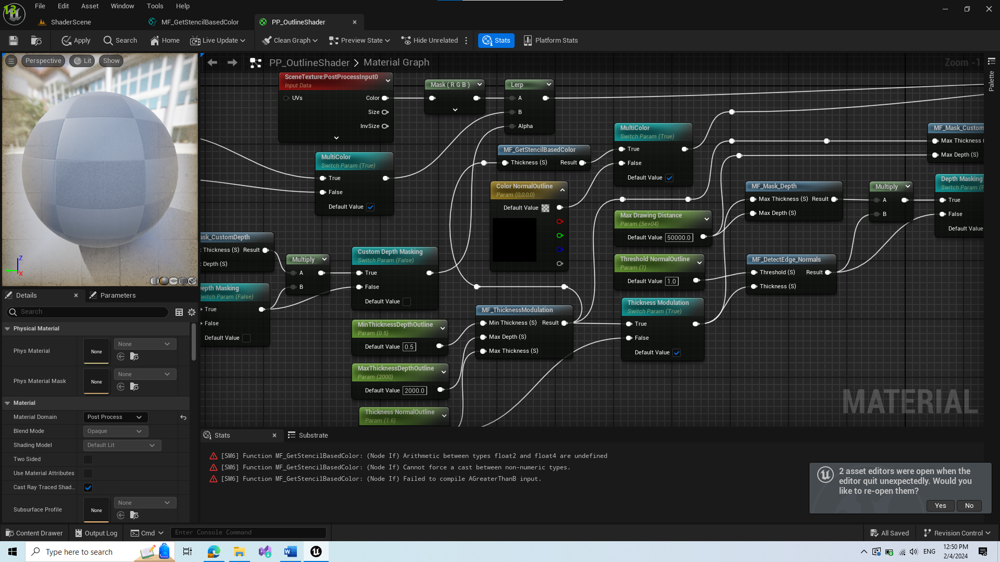 File Edit Asset Window Tools Help
ShaderScene
MF_GetStencilBasedColor
PP_OutlineShader
Apply
Search
Home
Live Update
Clean Graph
Preview State
Hide Unrelated
Stats
Platform Stats
Perspective
Lit
Show
PP_OutlineShader > Material Graph
Zoom -1
Palette
SceneTexture:PostProcessInput0
Input Data
UVs
Color
Size
InvSize
Mask ( R G B )
Lerp
A
B
Alpha
MultiColor
Switch Param (True)
True
False
Default Value
MF_GetStencilBasedColor
Thickness (S) Result
MultiColor
Switch Param (True)
True
False
Default Value
MF_Mask_Custom
Max Thickness (
Max Depth (S)
Color NormalOutline
Param (0,0,0,0)
Default Value
MF_Mask_Depth
Max Thickness (S) Result
Max Depth (S)
Multiply
A
B
Depth Masking
Switch Param (F
True
False
Default Value
Max Drawing Distance
Param (5e+04)
Default Value 50000.0
ask_CustomDepth
Thickness (S) Result
Depth (S)
Multiply
A
B
Custom Depth Masking
Switch Param (False)
True
False
Default Value
Threshold NormalOutline
Param (1)
Default Value 1.0
MF_DetectEdge_Normals
Threshold (S) Result
Thickness (S)
Depth Masking
Switch Param (False)
True
False
Default Value
MF_ThicknessModulation
Min Thickness (S) Result
Max Depth (S)
Max Thickness (S)
Thickness Modulation
Switch Param (True)
True
False
Default Value
MinThicknessDepthOutline
Param (0.5)
Default Value 0.5
MaxThicknessDepthOutline
Param (2000)
Default Value 2000.0
Thickness NormalOutline
Param (1.6)
MATERIAL
Z
X
Details
Parameters
Search
Physical Material
Phys Material
None
None
Phys Material Mask
None
None
Material
Material Domain
Post Process
Blend Mode
Opaque
Shading Model
Default Lit
Two Sided
Use Material Attributes
Cast Ray Traced Shad...
Subsurface Profile
None
None
Stats
Substrate
[SM6] Function MF_GetStencilBasedColor: (Node If) Arithmetic between types float2 and float4 are undefined
[SM6] Function MF_GetStencilBasedColor: (Node If) Cannot force a cast between non-numeric types.
[SM6] Function MF_GetStencilBasedColor: (Node If) Failed to compile AGreaterThanB input.
2 asset editors were open when the
editor quit unexpectedly. Would you
like to re-open them?
Yes
No
Content Drawer
Output Log
Cmd
Enter Console Command
All Saved
Revision Control
Type here to search
ENG
12:50 PM
2/4/2024